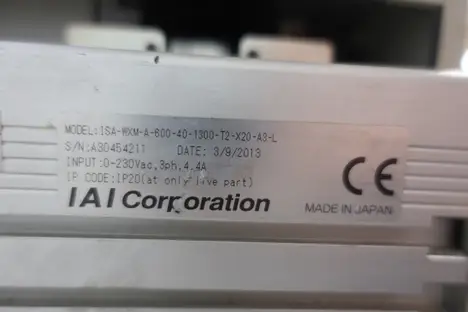 MODEL:ISA-WXM-A-600-40-1300-T2-X20-A3-L
S/N:A30454211 DATE: 3/9/2013
INPUT:0-230Vac,3ph,4.4A
IP CODE:IP20(at only live part)
IAI Corporation
CE
MADE IN JAPAN